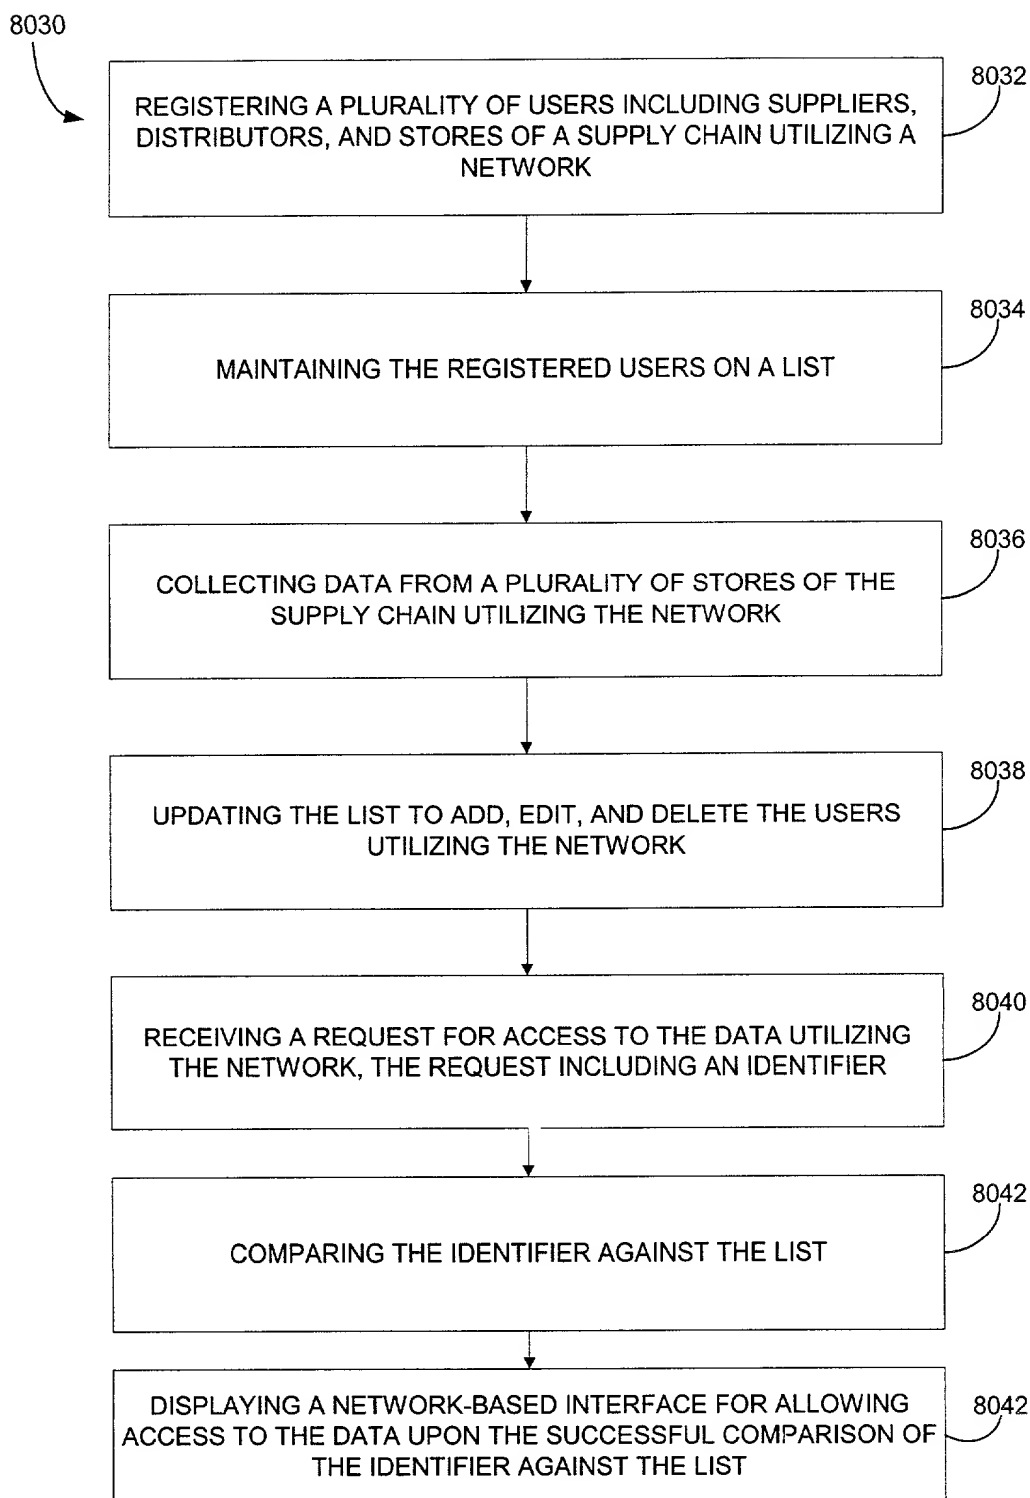 8030
8032
REGISTERING A PLURALITY OF USERS INCLUDING SUPPLIERS,
DISTRIBUTORS, AND STORES OF A SUPPLY CHAIN UTILIZING A
NETWORK
8034
MAINTAINING THE REGISTERED USERS ON A LIST
8036
COLLECTING DATA FROM A PLURALITY OF STORES OF THE
SUPPLY CHAIN UTILIZING THE NETWORK
8038
UPDATING THE LIST TO ADD, EDIT, AND DELETE THE USERS
UTILIZING THE NETWORK
8040
RECEIVING A REQUEST FOR ACCESS TO THE DATA UTILIZING
THE NETWORK, THE REQUEST INCLUDING AN IDENTIFIER
8042
COMPARING THE IDENTIFIER AGAINST THE LIST
8042
DISPLAYING A NETWORK-BASED INTERFACE FOR ALLOWING
ACCESS TO THE DATA UPON THE SUCCESSFUL COMPARISON OF
THE IDENTIFIER AGAINST THE LIST